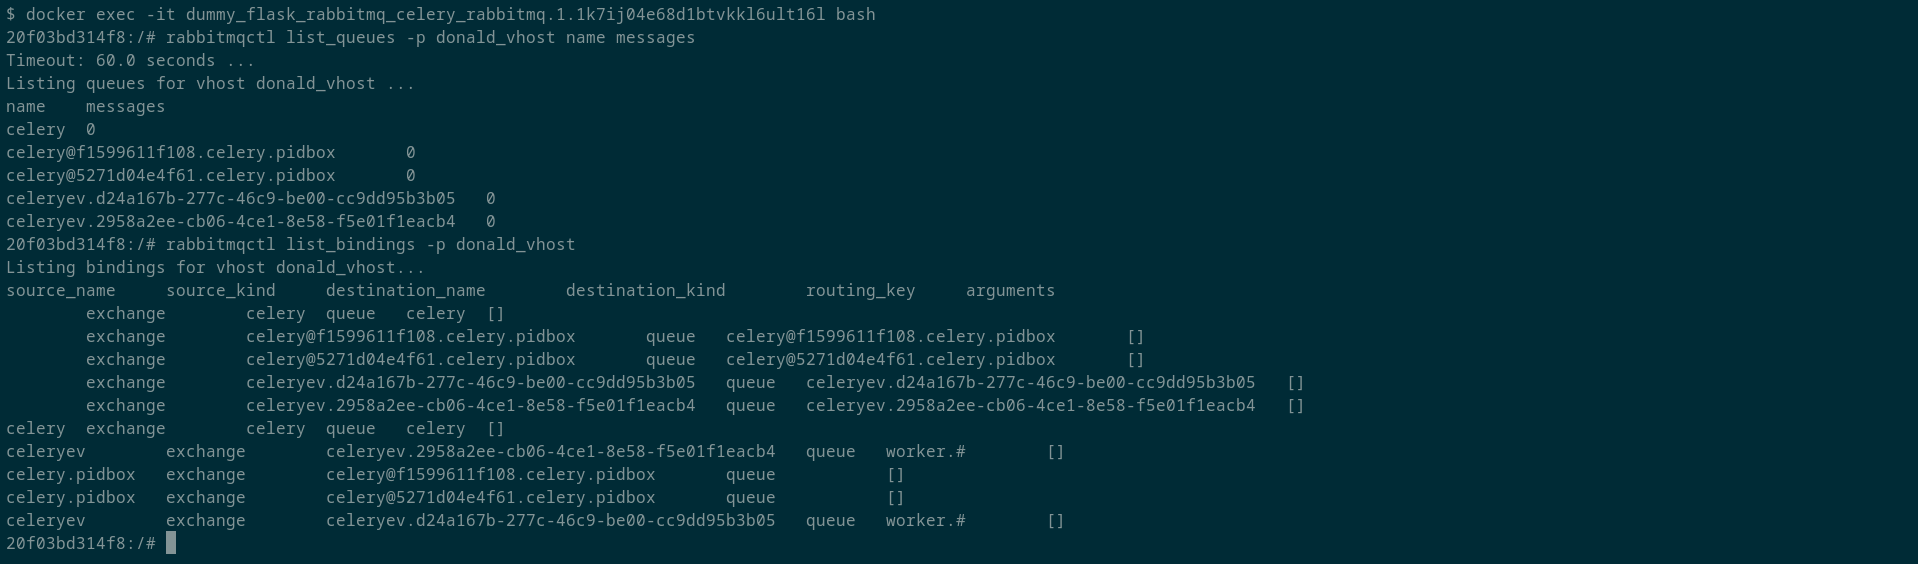 $ docker exec -it dummy_flask_rabbitmq_celery_rabbitmq.1.1k7ij04e68d1btvkkl6ult16l bash
20f03bd314f8:/# rabbitmqctl list_queues -p donald_vhost name messages
Timeout: 60.0 seconds ...
Listing queues for vhost donald_vhost ...
name    messages
celery  0
celery@f1599611f108.celery.pidbox       0
celery@5271d04e4f61.celery.pidbox       0
celeryev.d24a167b-277c-46c9-be00-cc9dd95b3b05   0
celeryev.2958a2ee-cb06-4ce1-8e58-f5e01f1eacb4   0
20f03bd314f8:/# rabbitmqctl list_bindings -p donald_vhost
Listing bindings for vhost donald_vhost...
source_name     source_kind     destination_name        destination_kind        routing_key     arguments
        exchange        celery  queue   celery  []
        exchange        celery@f1599611f108.celery.pidbox       queue   celery@f1599611f108.celery.pidbox       []
        exchange        celery@5271d04e4f61.celery.pidbox       queue   celery@5271d04e4f61.celery.pidbox       []
        exchange        celeryev.d24a167b-277c-46c9-be00-cc9dd95b3b05   queue   celeryev.d24a167b-277c-46c9-be00-cc9dd95b3b05   []
        exchange        celeryev.2958a2ee-cb06-4ce1-8e58-f5e01f1eacb4   queue   celeryev.2958a2ee-cb06-4ce1-8e58-f5e01f1eacb4   []
celery  exchange        celery  queue   celery  []
celeryev        exchange        celeryev.2958a2ee-cb06-4ce1-8e58-f5e01f1eacb4   queue   worker.#        []
celery.pidbox   exchange        celery@f1599611f108.celery.pidbox       queue           []
celery.pidbox   exchange        celery@5271d04e4f61.celery.pidbox       queue           []
celeryev        exchange        celeryev.d24a167b-277c-46c9-be00-cc9dd95b3b05   queue   worker.#        []
20f03bd314f8:/#